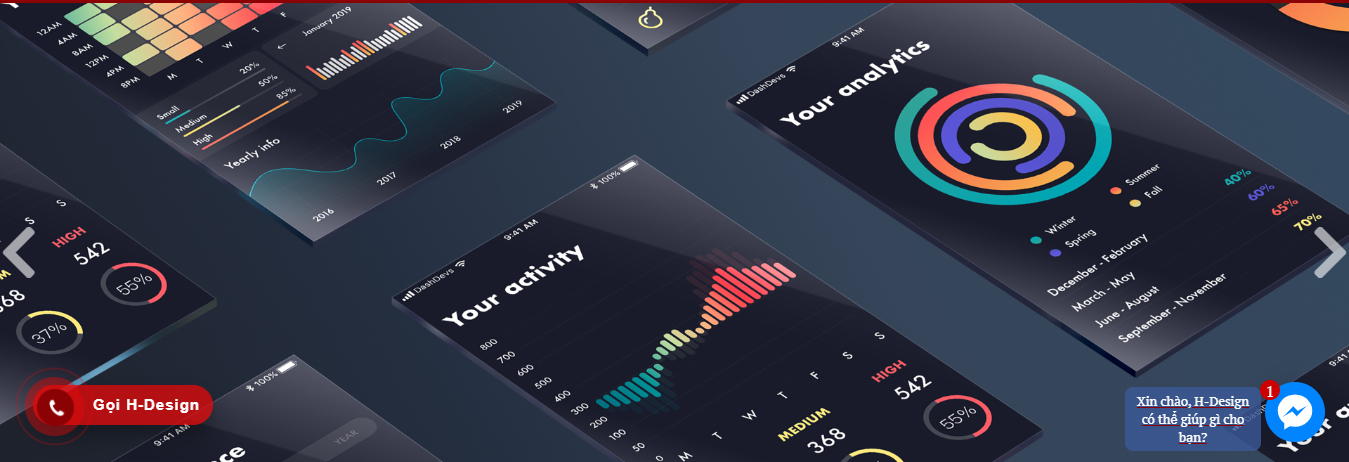 12AM
4AM
8AM
12PM
4PM
8PM
M
T
W
T
F
January 2019
Small
20%
Medium
50%
High
85%
Yearly info
2016
2017
2018
2019
S
S
HIGH
542
55%
37%
DashDevs
9:41 AM
100%
Your activity
800
700
600
500
400
300
200
100
50
0
M
T
W
T
F
S
S
MEDIUM
368
HIGH
542
55%
DashDevs
9:41 AM
Your analytics
Summer
Fall
Winter
Spring
December - February
40%
March - May
60%
June - August
65%
September - November
70%
9:41 AM
100%
YEAR
Gọi H-Design
Xin chào, H-Design
có thể giúp gì cho
bạn?
1